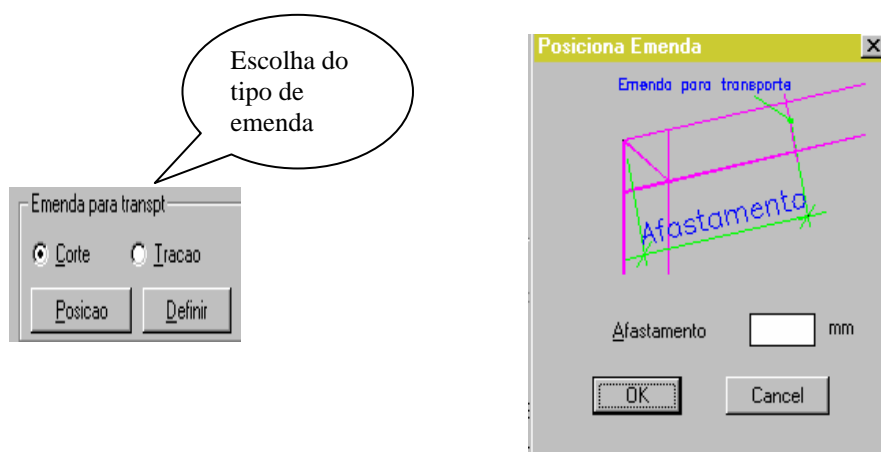 Escolha do
tipo de
emenda
Emenda para transpt
Corte Tracao
Posicao Definir
Posiciona Emenda
Emenda para transporte
Afastamento
Afastamento mm
OK Cancel